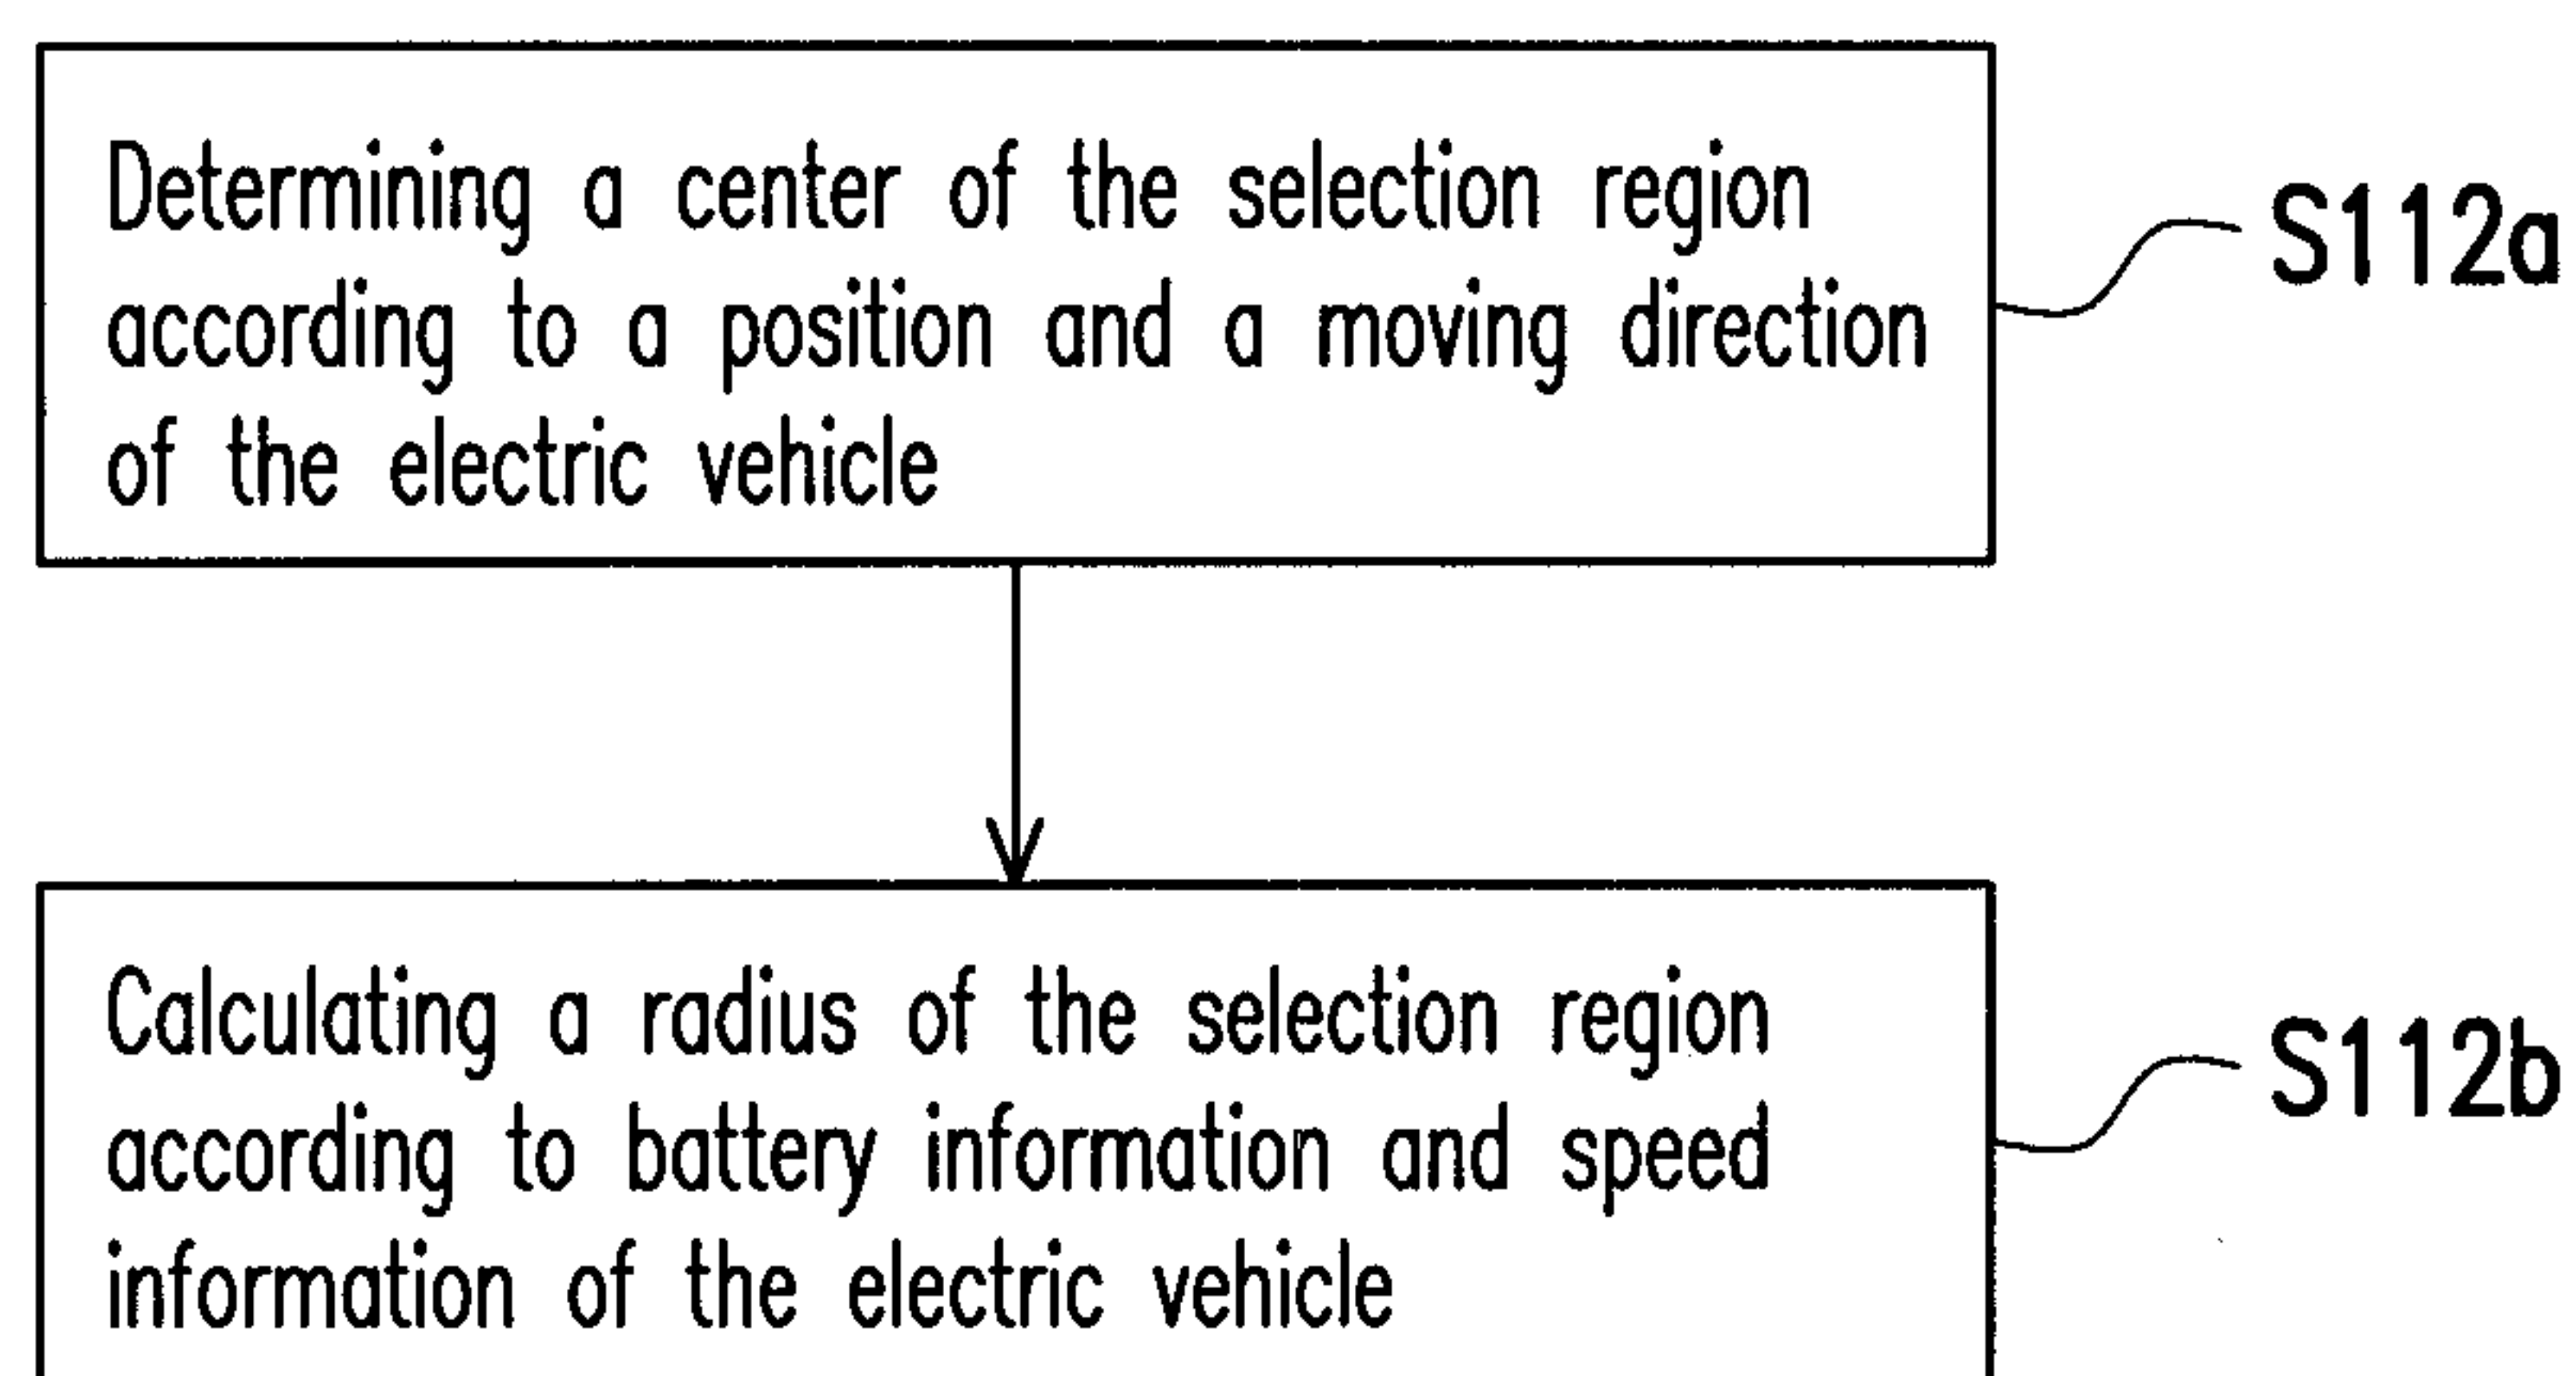 Determining a center of the selection region
according to a position and a moving direction
of the electric vehicle
S112a
Calculating a radius of the selection region
according to battery information and speed
information of the electric vehicle
S112b